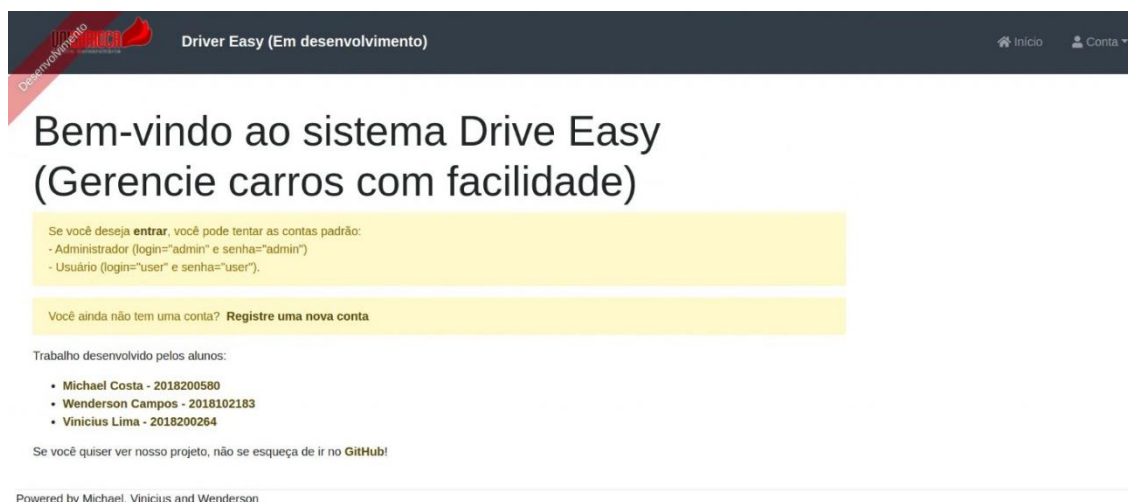 Desenvolvimento
Driver Easy (Em desenvolvimento)
Início
Conta
Bem-vindo ao sistema Drive Easy
(Gerencie carros com facilidade)
Se você deseja entrar, você pode tentar as contas padrão:
- Administrador (login="admin" e senha="admin")
- Usuário (login="user" e senha="user").
Você ainda não tem uma conta? Registre uma nova conta
Trabalho desenvolvido pelos alunos:
• Michael Costa - 2018200580
• Wenderson Campos - 2018102183
• Vinicius Lima - 2018200264
Se você quiser ver nosso projeto, não se esqueça de ir no GitHub!
Powered by Michael, Vinicius and Wenderson